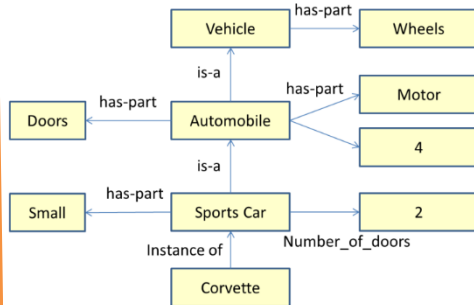 has-part
Vehicle
Wheels
is-a
has-part
has-part
Motor
Doors
Automobile
4
is-a
has-part
Small
Sports Car
2
Instance of
Number_of_doors
Corvette